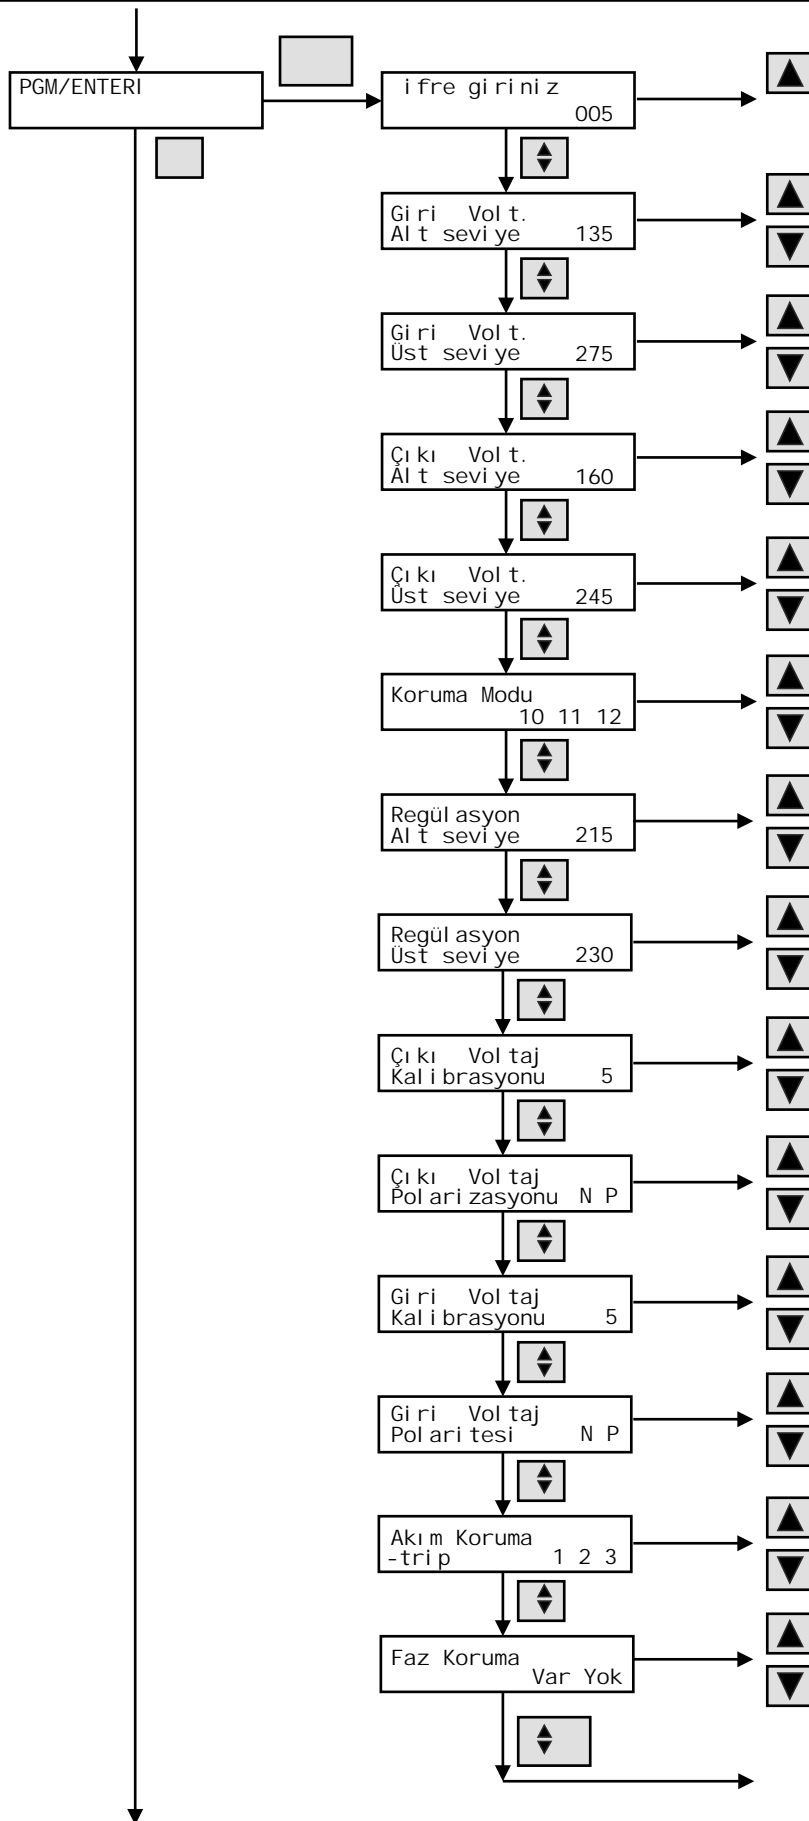 PGM/ENTERI
ifre giriniz
005
Giri Volt.
Alt seviye 135
Giri Volt.
Üst seviye 275
Çıkı Volt.
Alt seviye 160
Çıkı Volt.
Üst seviye 245
Koruma Modu
10 11 12
Regülasyon
Alt seviye 215
Regülasyon
Üst seviye 230
Çıkı Voltaj
Kalibrasyonu 5
Çıkı Voltaj
Polarizasyonu N P
Giri Voltaj
Kalibrasyonu 5
Giri Voltaj
Polaritesi N P
Akım Koruma
-trip 1 2 3
Faz Koruma
Var Yok